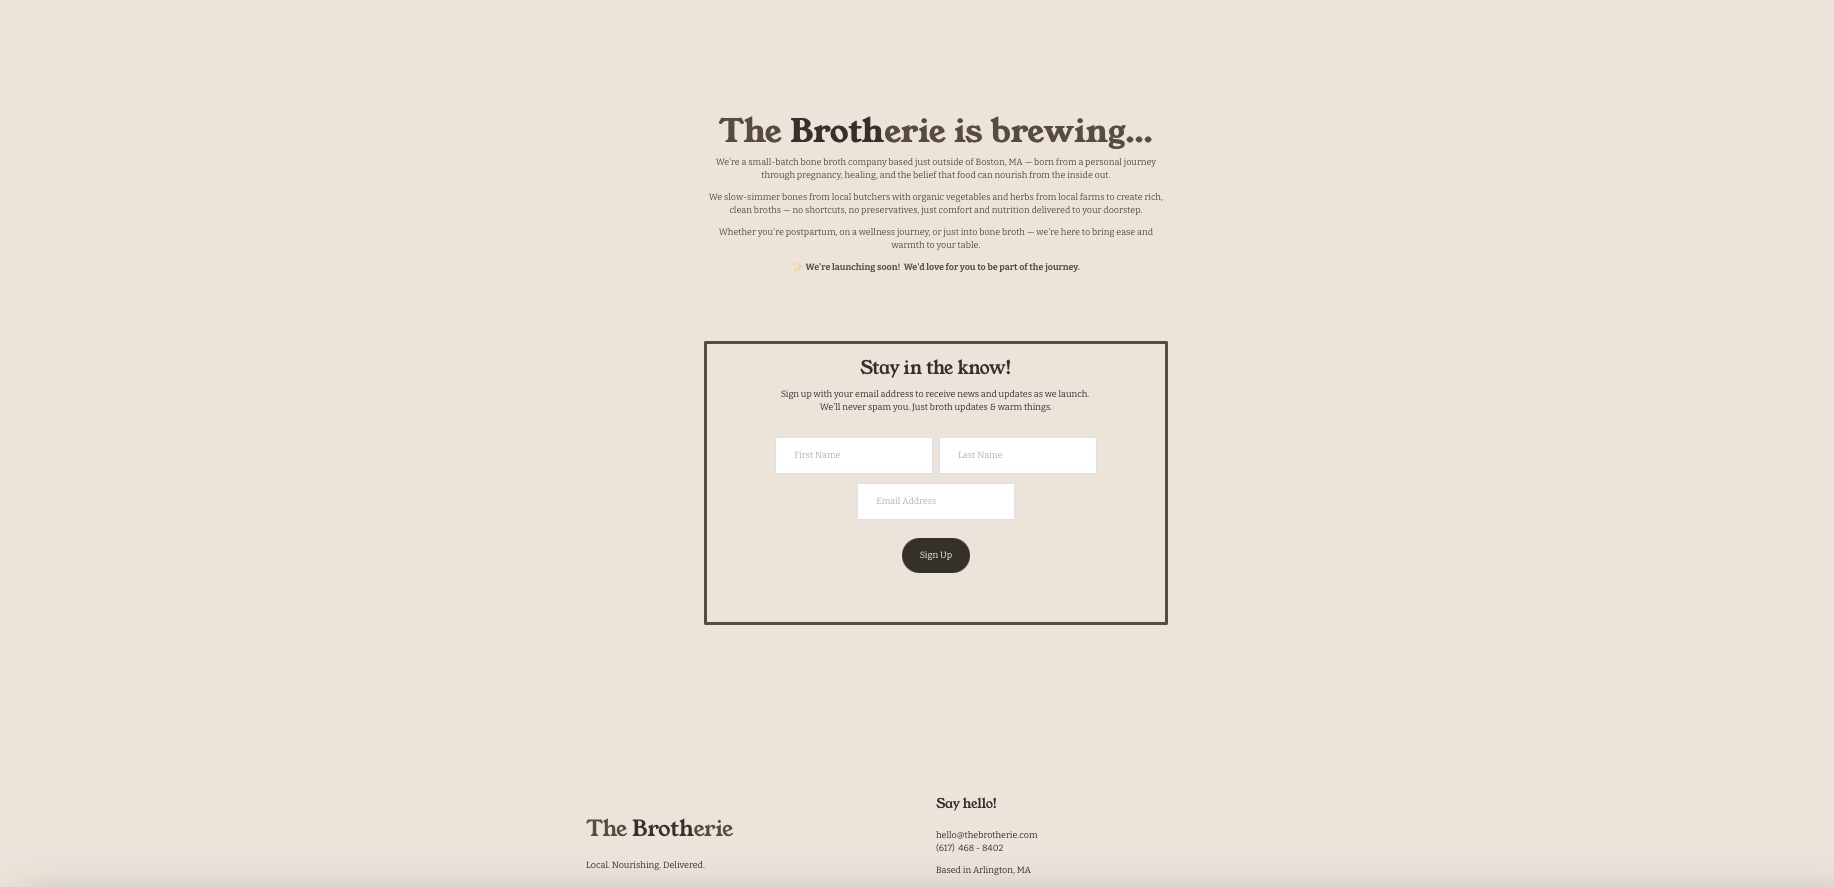 The Brotherie is brewing...
We're a small-batch bone broth company based just outside of Boston, MA — born from a personal journey
through pregnancy, healing, and the belief that food can nourish from the inside out.
We slow-simmer bones from local butchers with organic vegetables and herbs from local farms to create rich,
clean broths — no shortcuts, no preservatives, just comfort and nutrition delivered to your doorstep.
Whether you're postpartum, on a wellness journey, or just into bone broth — we're here to bring ease and
warmth to your table.
✨ We're launching soon! We'd love for you to be part of the journey.
Stay in the know!
Sign up with your email address to receive news and updates as we launch.
We'll never spam you. Just broth updates & warm things.
First Name
Last Name
Email Address
Sign Up
The Brotherie
Local. Nourishing. Delivered.
Say hello!
hello@thebrotherie.com
(617) 468 - 8402
Based in Arlington, MA